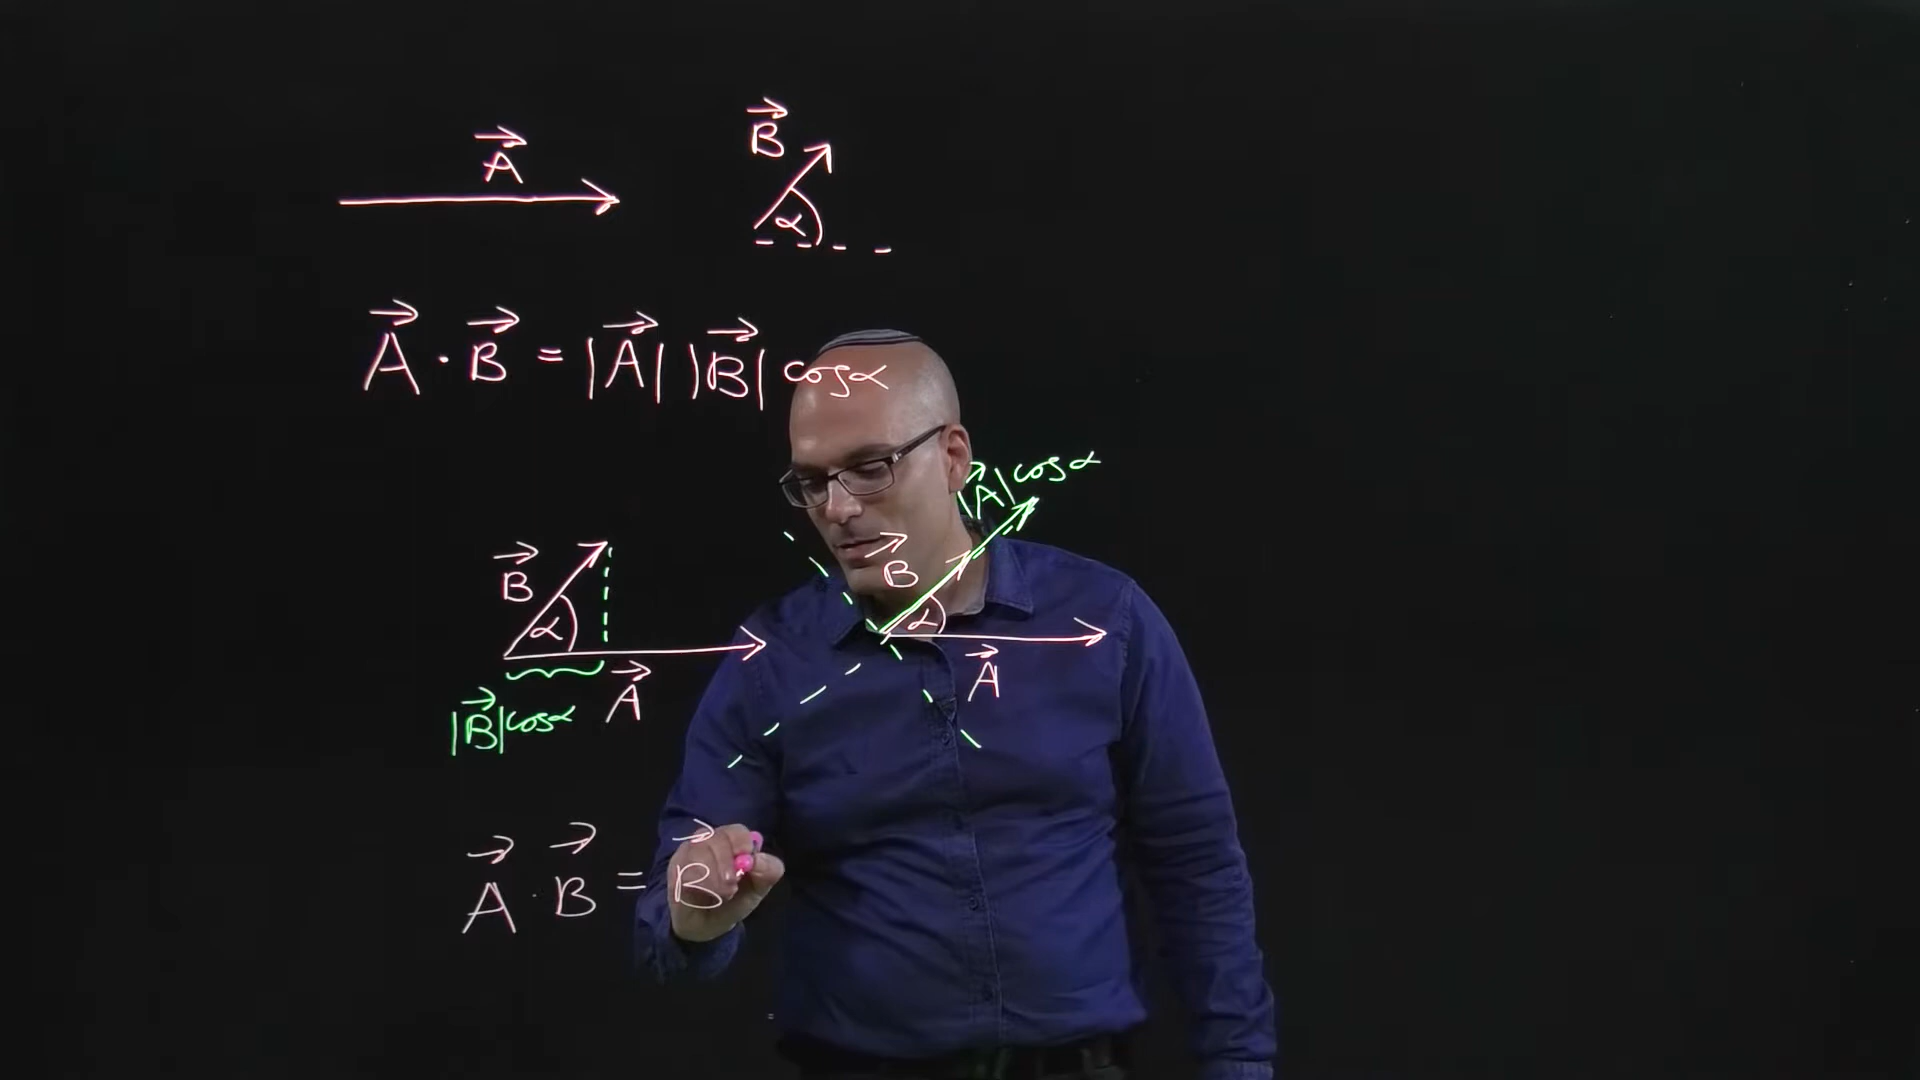 A⃗
B⃗
α
A⃗ · B⃗ = |A⃗| |B⃗| cosα
|A⃗| cosα
B⃗
α
A⃗
B⃗
α
A⃗
|B⃗| cosα
A⃗ · B⃗ = B⃗